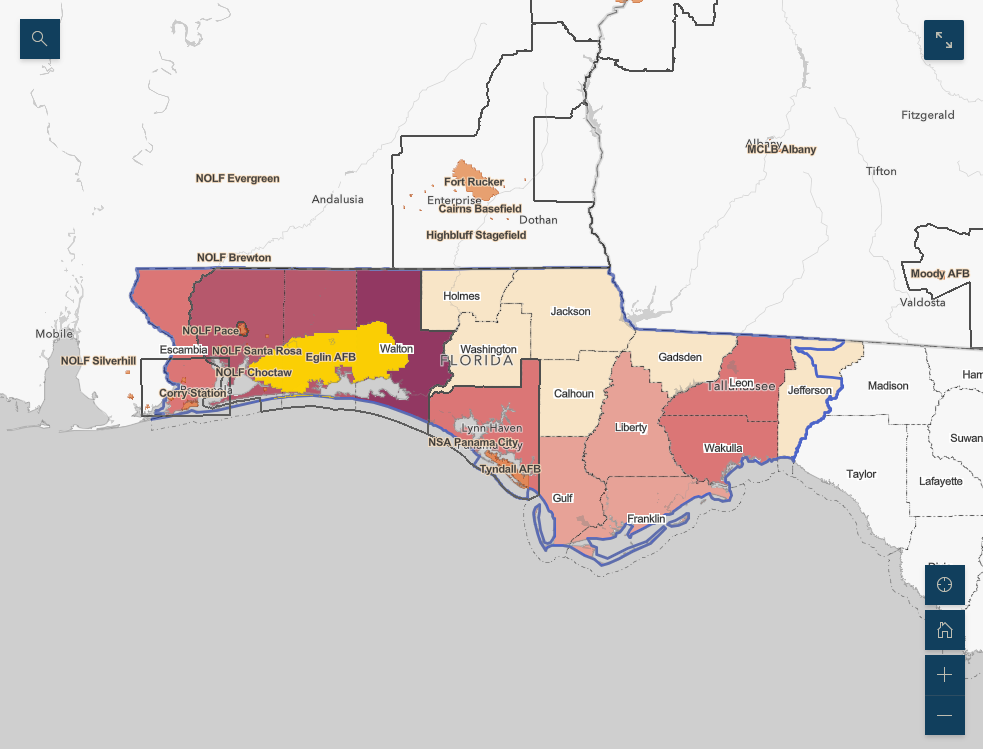 Fitzgerald
Albany
MCLB Albany
Tifton
NOLF Evergreen
Fort Rucker
Andalusia
Enterprise
Cairns Basefield
Dothan
Highbluff Stagefield
NOLF Brewton
Moody AFB
Valdosta
Holmes
Jackson
NOLF Pace
Mobile
Escambia
NOLF Santa Rosa
Eglin AFB
Walton
Washington
FLORIDA
Gadsden
NOLF Silverhill
NOLF Choctaw
Leon
Tallahassee
Madison
Ham
Corry Station
Calhoun
Jefferson
Lynn Haven
Liberty
NSA Panama City
Wakulla
Suwan
Tyndall AFB
Taylor
Lafayette
Gulf
Franklin